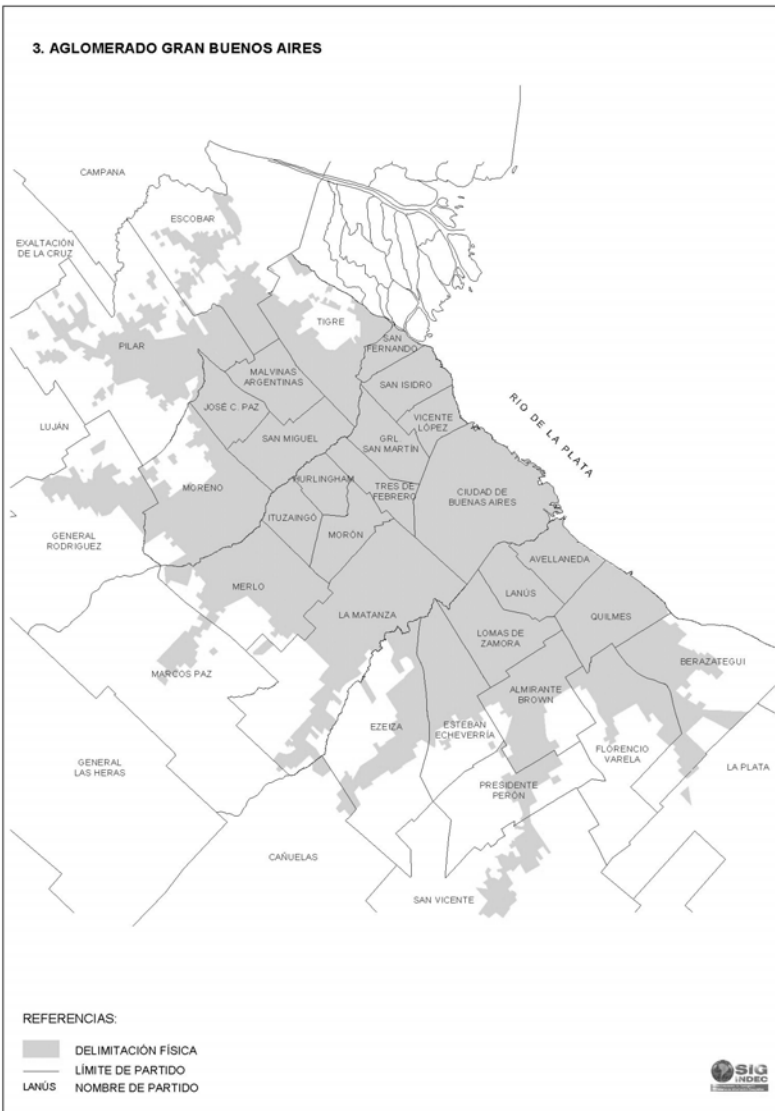 3. AGLOMERADO GRAN BUENOS AIRES
CAMPANA
ESCOBAR
EXALTACIÓN
DE LA CRUZ
TIGRE
PILAR
SAN
FERNANDO
MALVINAS
ARGENTINAS
SAN ISIDRO
JOSÉ C. PAZ
VICENTE
LÓPEZ
RIO DE LA PLATA
LUJÁN
SAN MIGUEL
GRL
SAN MARTÍN
MORENO
HURLINGHAM
TRES DE
FEBRERO
CIUDAD DE
BUENOS AIRES
ITUZAINGÓ
GENERAL
RODRIGUEZ
MORÓN
AVELLANEDA
MERLO
LANÚS
LA MATANZA
QUILMES
LOMAS DE
ZAMORA
BERAZATEGUI
MARCOS PAZ
ALMIRANTE
BROWN
EZEIZA
ESTEBAN
ECHEVERRÍA
FLORENCIO
VARELA
GENERAL
LAS HERAS
LA PLATA
PRESIDENTE
PERÓN
CAÑUELAS
SAN VICENTE
REFERENCIAS:
DELIMITACIÓN FÍSICA
LÍMITE DE PARTIDO
LANÚS NOMBRE DE PARTIDO
SIG
INDEC